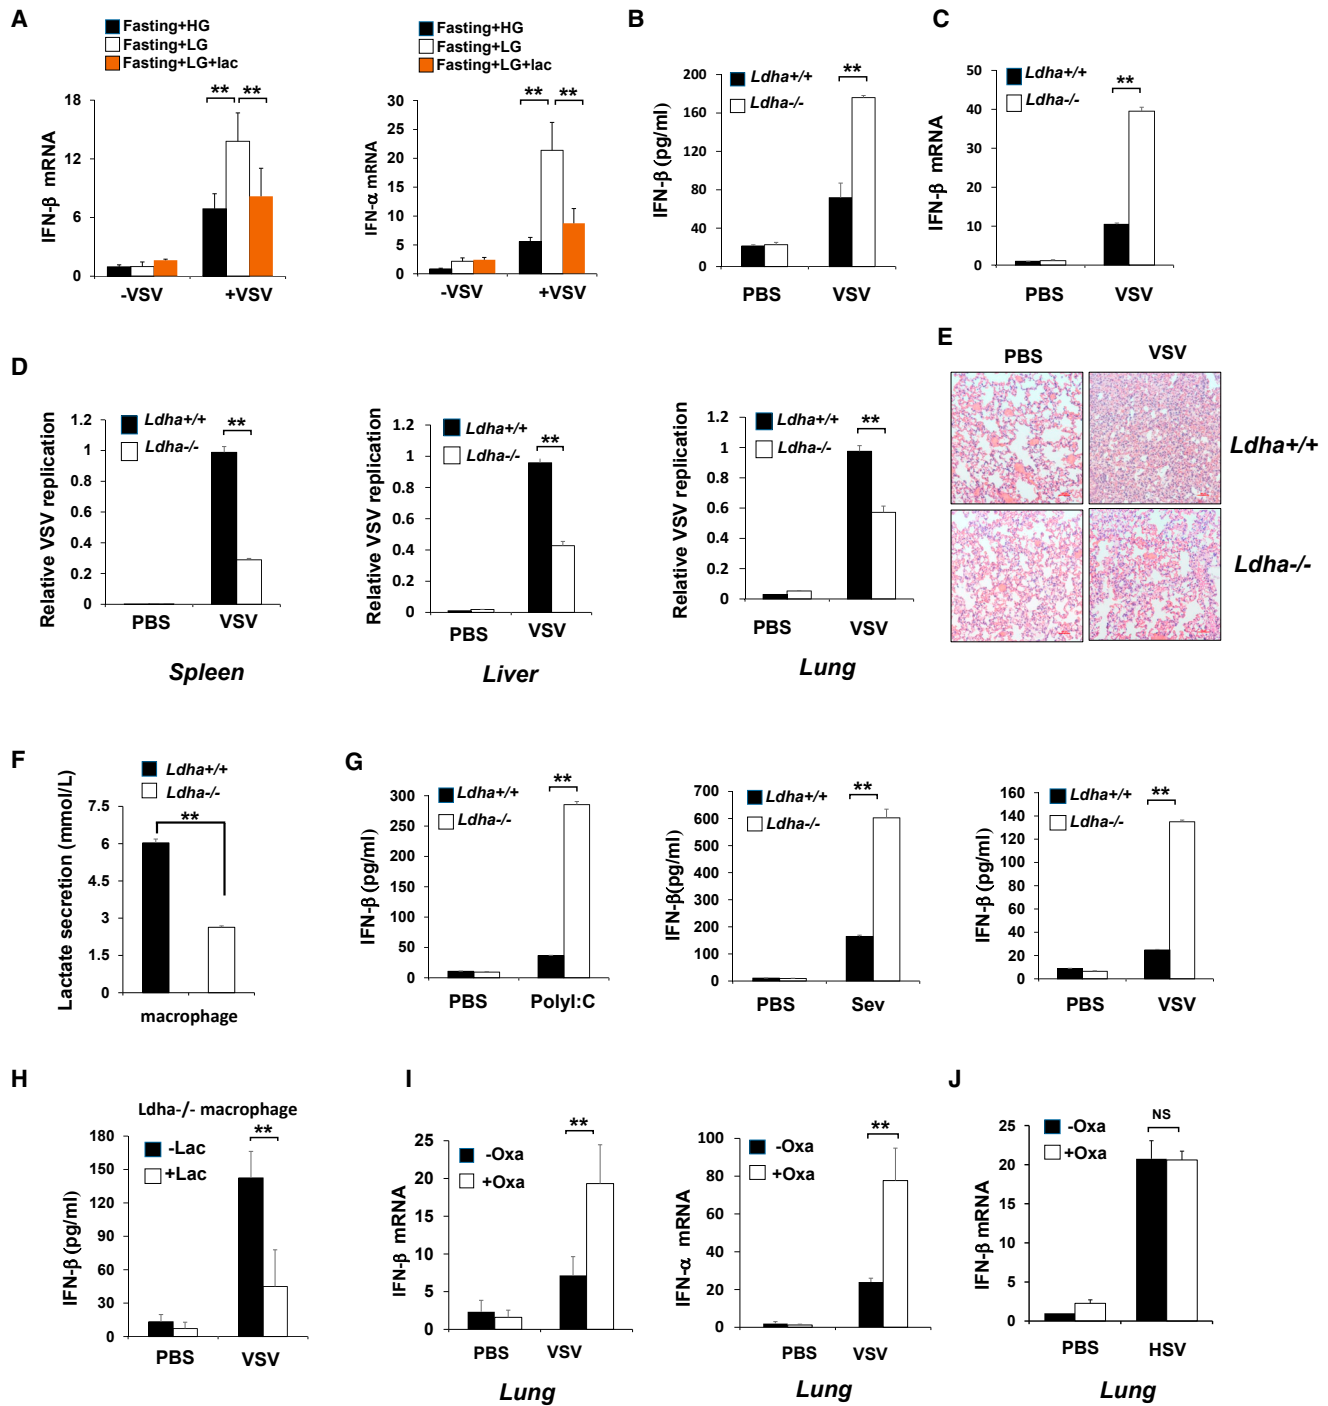 A
Fasting+HG
Fasting+LG
Fasting+LG+lac
IFN-β mRNA
18
12
6
0
** **
-VSV +VSV
Fasting+HG
Fasting+LG
Fasting+LG+lac
IFN-α mRNA
30
25
20
15
10
5
0
** **
-VSV +VSV
B
Ldha+/+
Ldha-/-
IFN-β (pg/ml)
200
160
120
80
40
0
**
PBS VSV
C
Ldha+/+
Ldha-/-
IFN-β mRNA
50
40
30
20
10
0
**
PBS VSV
D
Relative VSV replication
1.2
1
0.8
0.6
0.4
0.2
0
Ldha+/+
Ldha-/-
**
PBS VSV
Spleen
Relative VSV replication
1.2
1
0.8
0.6
0.4
0.2
0
Ldha+/+
Ldha-/-
**
PBS VSV
Liver
Relative VSV replication
1.2
1
0.8
0.6
0.4
0.2
0
Ldha+/+
Ldha-/-
**
PBS VSV
Lung
E
PBS VSV
Ldha+/+
Ldha-/-
F
Ldha+/+
Ldha-/-
Lactate secretion (mmol/L)
7.5
6
4.5
3
1.5
0
**
macrophage
G
Ldha+/+
Ldha-/-
IFN-β (pg/ml)
300
250
200
150
100
50
0
**
PBS PolyI:C
Ldha+/+
Ldha-/-
IFN-β(pg/ml)
700
600
500
400
300
200
100
0
**
PBS Sev
Ldha+/+
Ldha-/-
IFN-β (pg/ml)
160
140
120
100
80
60
40
20
0
**
PBS VSV
H
Ldha-/- macrophage
-Lac
+Lac
IFN-β (pg/ml)
180
150
120
90
60
30
0
**
PBS VSV
I
-Oxa
+Oxa
IFN-β mRNA
25
20
15
10
5
0
**
PBS VSV
Lung
-Oxa
+Oxa
IFN-α mRNA
100
80
60
40
20
0
**
PBS VSV
Lung
J
-Oxa
+Oxa
IFN-β mRNA
25
20
15
10
5
0
NS
PBS HSV
Lung